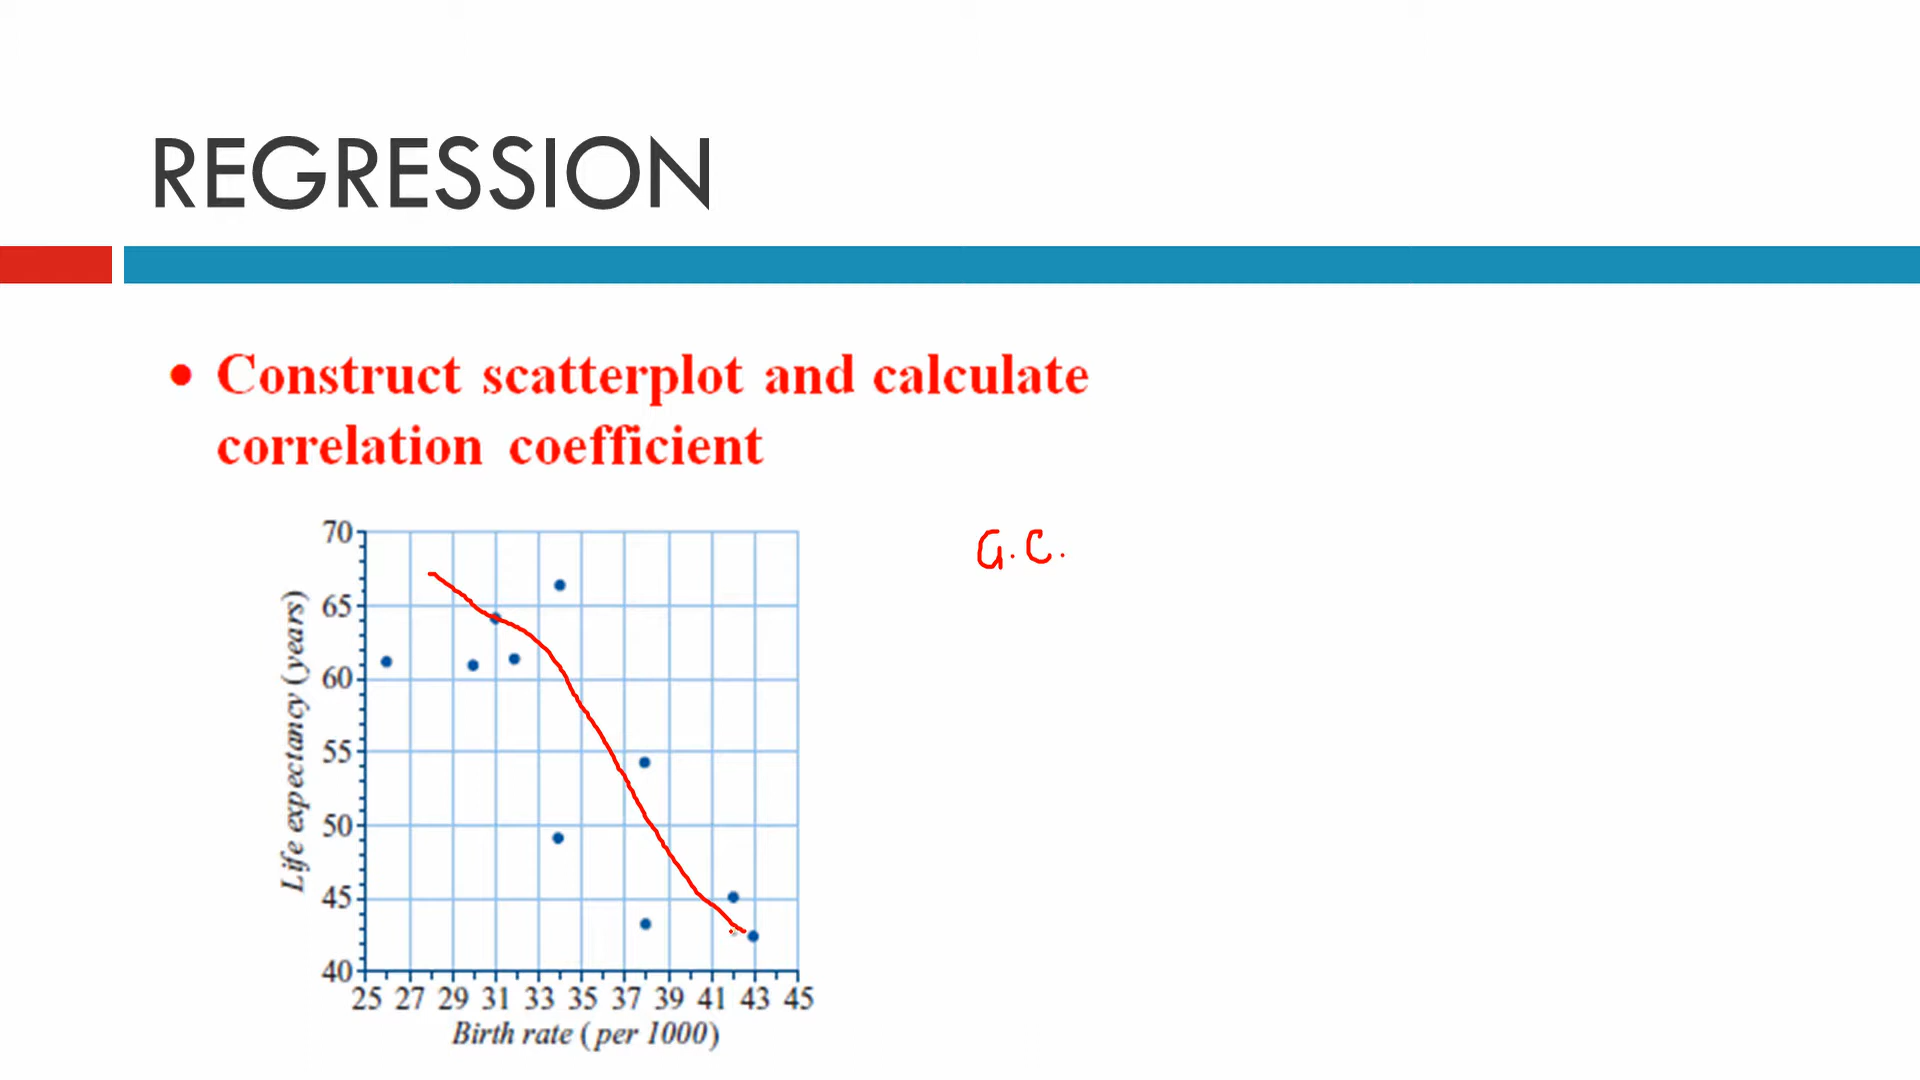 REGRESSION
• Construct scatterplot and calculate
correlation coefficient
G.C.
70
65
60
55
50
45
40
Life expectancy (years)
25 27 29 31 33 35 37 39 41 43 45
Birth rate (per 1000)